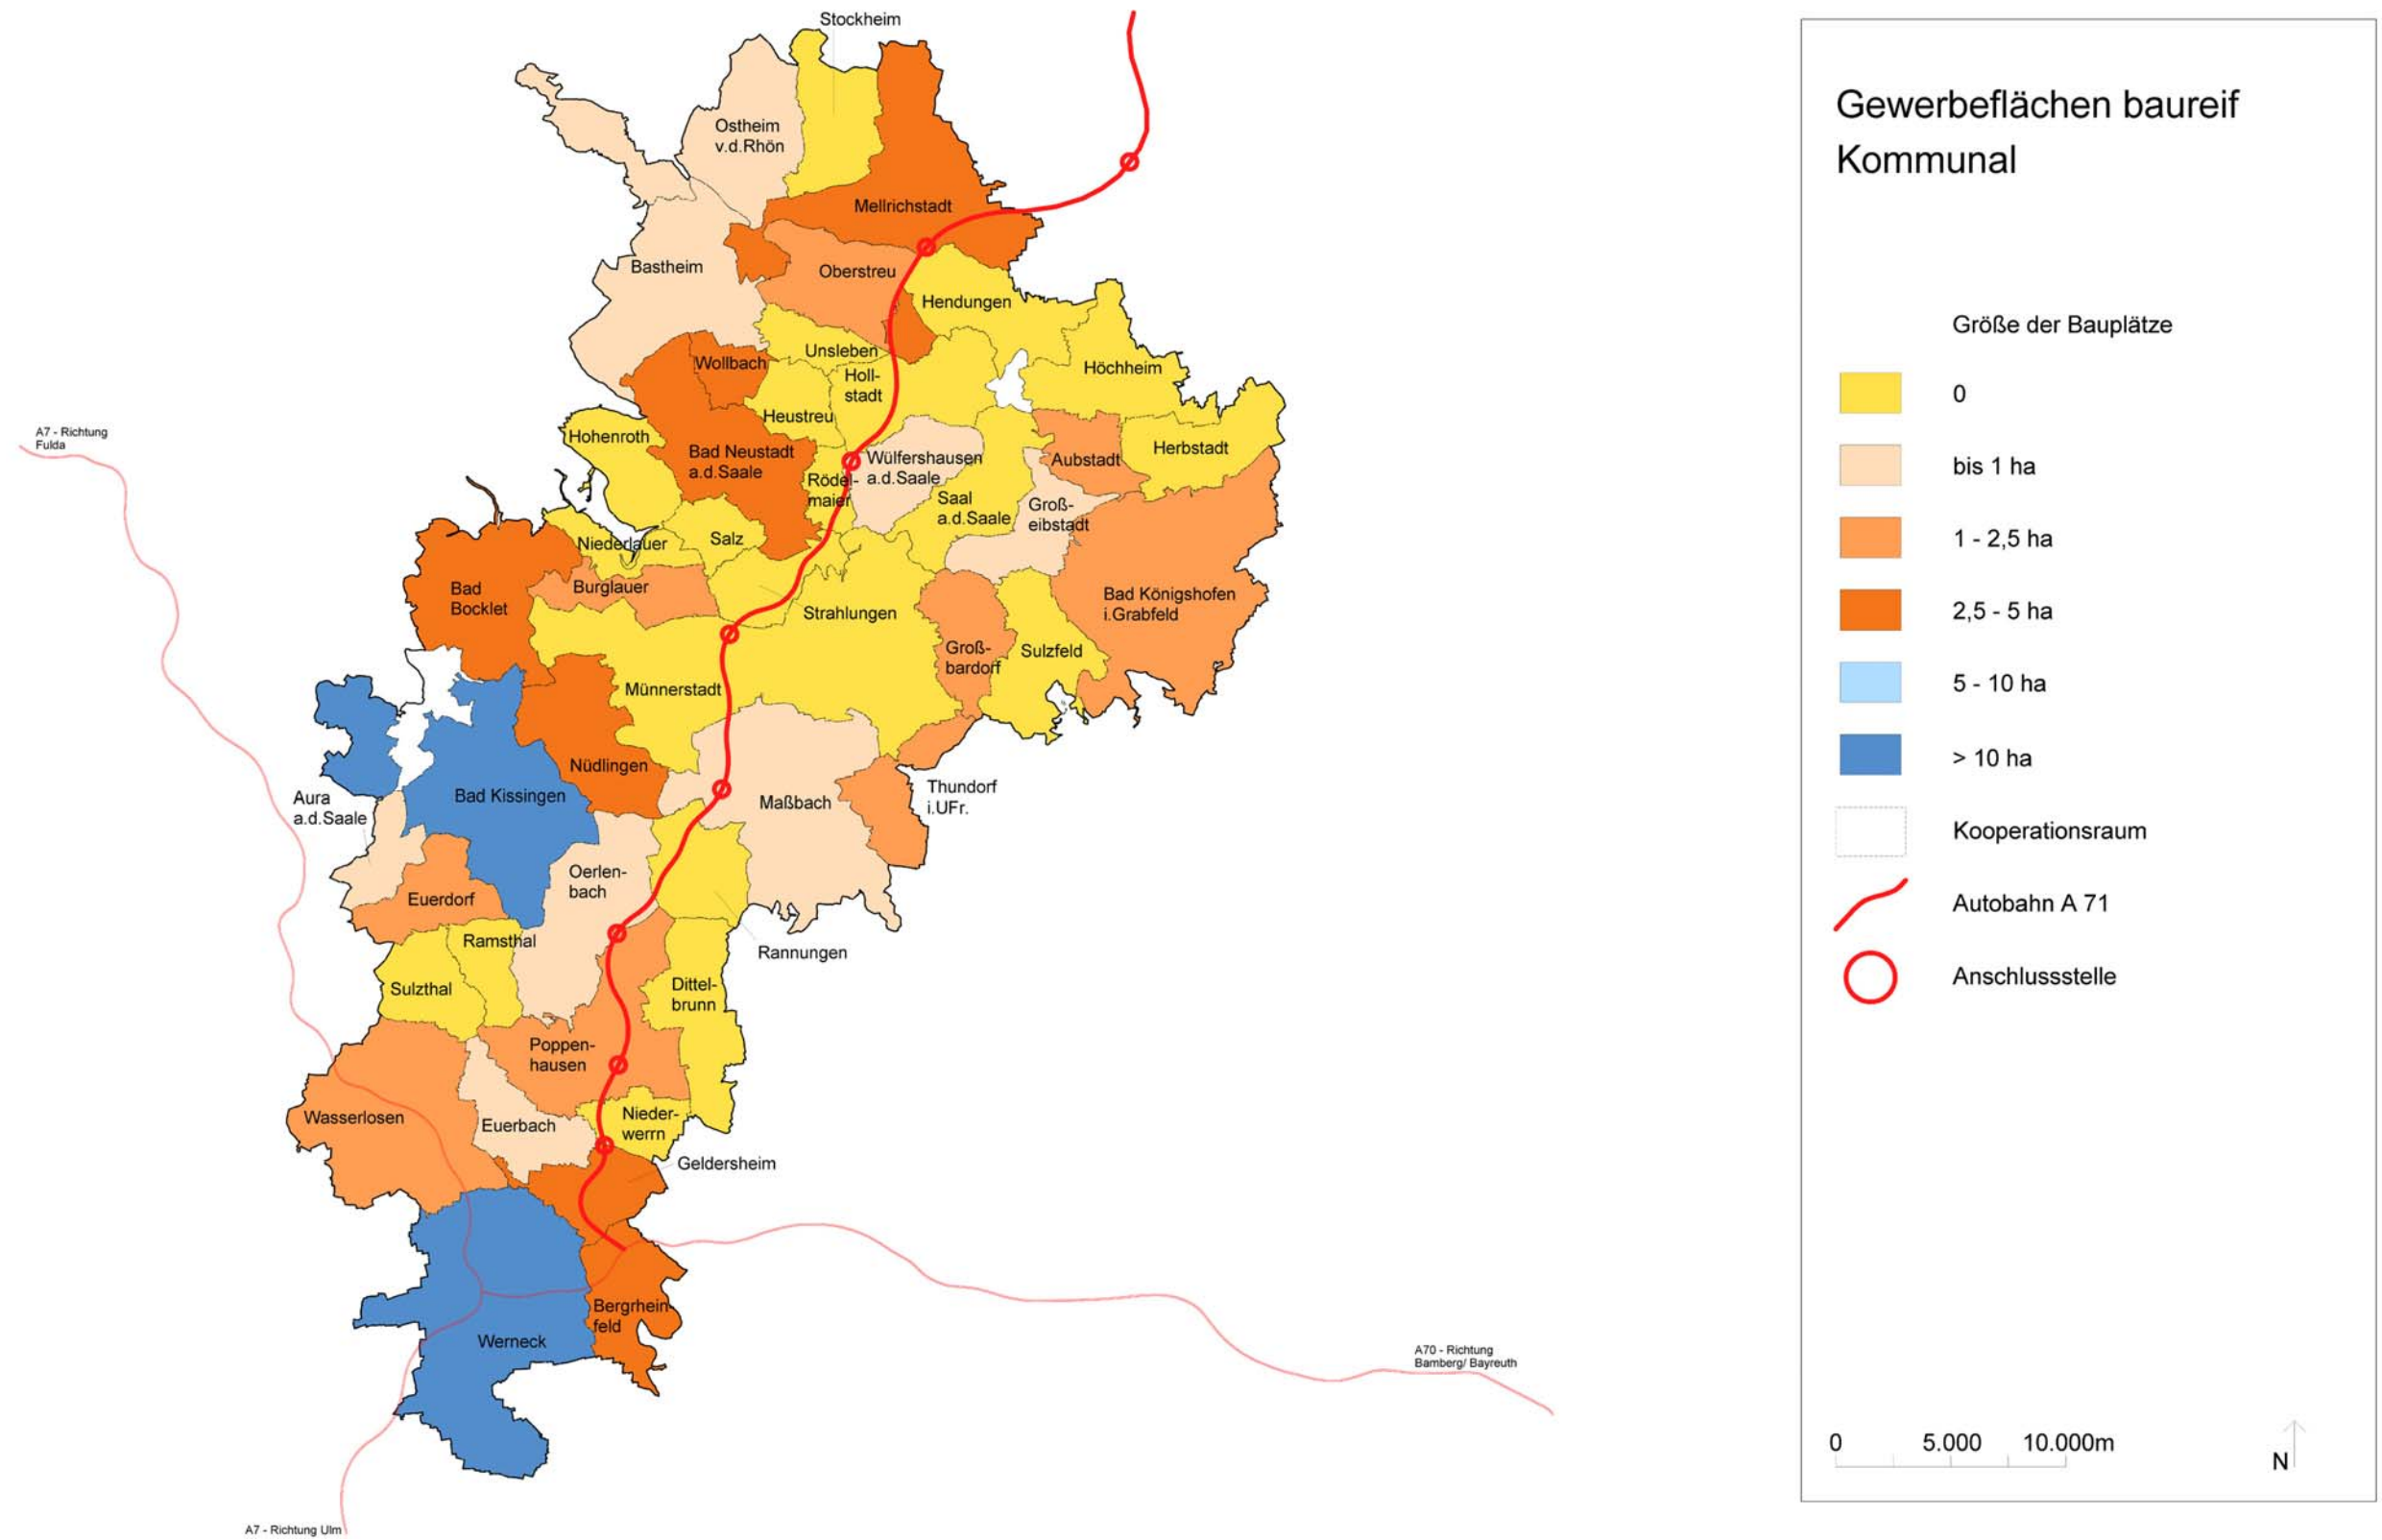 Stockheim
Ostheim
v.d.Rhön
Mellrichstadt
Bastheim
Oberstreu
Hendungen
Unsleben
Wollbach
Höchheim
Holl-
stadt
Heustreu
A7 - Richtung
Fulda
Hohenroth
Herbstadt
Bad Neustadt
a.d.Saale
Wülfershausen
a.d.Saale
Aubstadt
Rödel-
maier
Saal
a.d.Saale
Groß-
eibstadt
Niederlauer
Salz
Bad
Bocklet
Burglauer
Strahlungen
Bad Königshofen
i.Grabfeld
Groß-
bardorf
Sulzfeld
Münnerstadt
Nüdlingen
Aura
a.d.Saale
Bad Kissingen
Maßbach
Thundorf
i.UFr.
Oerlen-
bach
Euerdorf
Ramsthal
Rannungen
Sulzthal
Dittel-
brunn
Poppen-
hausen
Wasserlosen
Euerbach
Nieder-
werrn
Geldersheim
Bergrhein
feld
Werneck
A70 - Richtung
Bamberg/ Bayreuth
A7 - Richtung Ulm
Gewerbeflächen baureif
Kommunal
Größe der Bauplätze
0
bis 1 ha
1 - 2,5 ha
2,5 - 5 ha
5 - 10 ha
> 10 ha
Kooperationsraum
Autobahn A 71
Anschlussstelle
0 5.000 10.000m
N